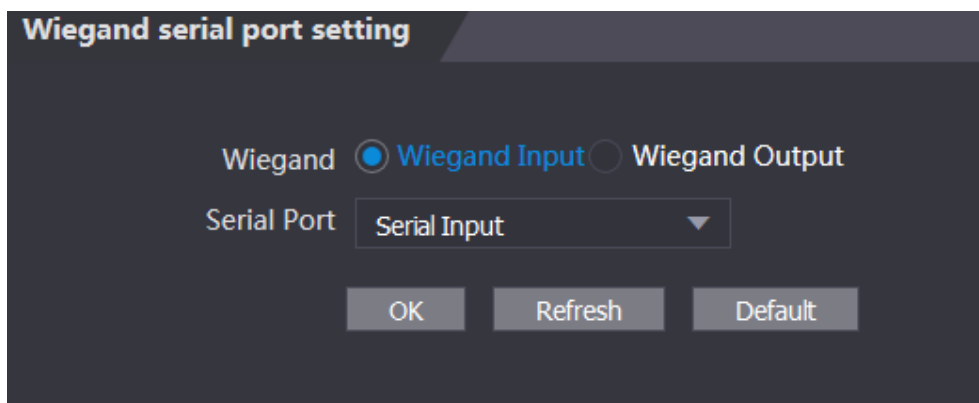 Wiegand serial port setting
Wiegand Wiegand Input Wiegand Output
Serial Port Serial Input
OK Refresh Default